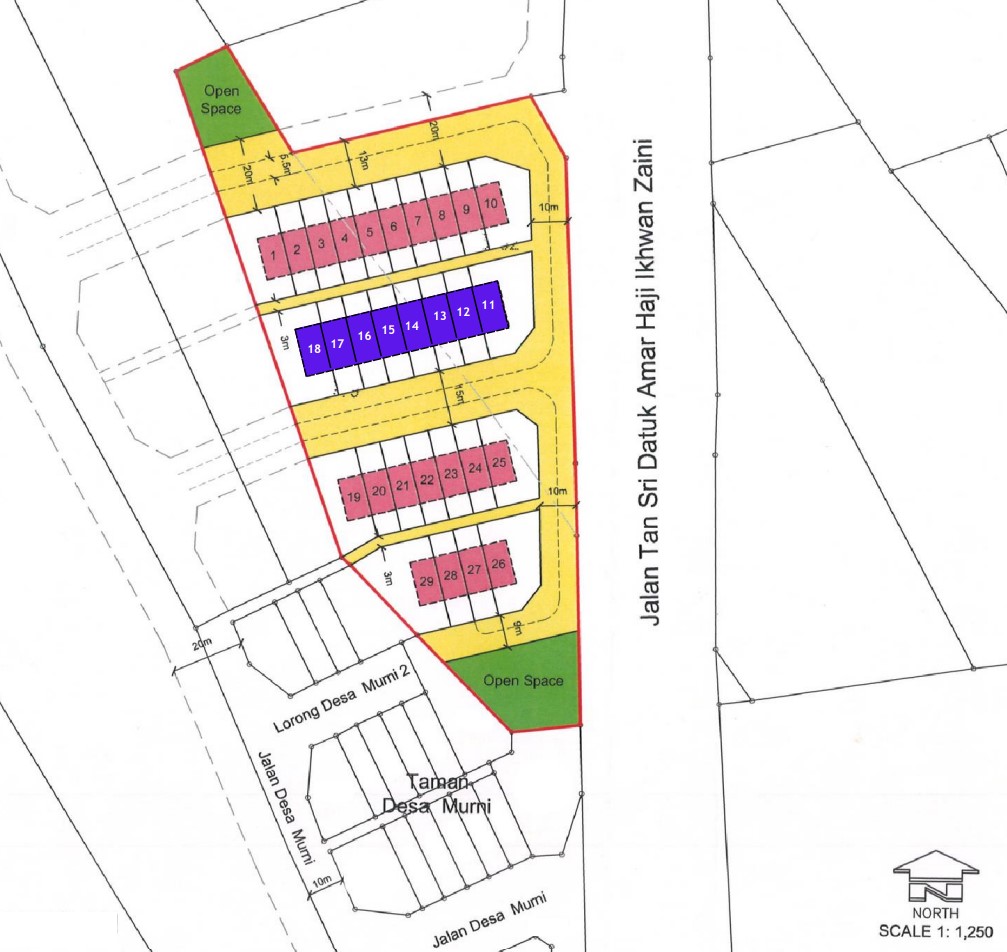 Open
Space
20m
5.5m
20m
13m
10m
1 2 3 4 5 6 7 8 9 10
3m
18 17 16 15 14 13 12 11
15m
19 20 21 22 23 24 25
10m
3m
29 28 27 26
9m
Open Space
20m
Lorong Desa Murni 2
Jalan Desa Murni
Taman
Desa Murni
10m
Jalan Desa Murni
Jalan Tan Sri Datuk Amar Haji Ikhwan Zaini
N
NORTH
SCALE 1: 1,250